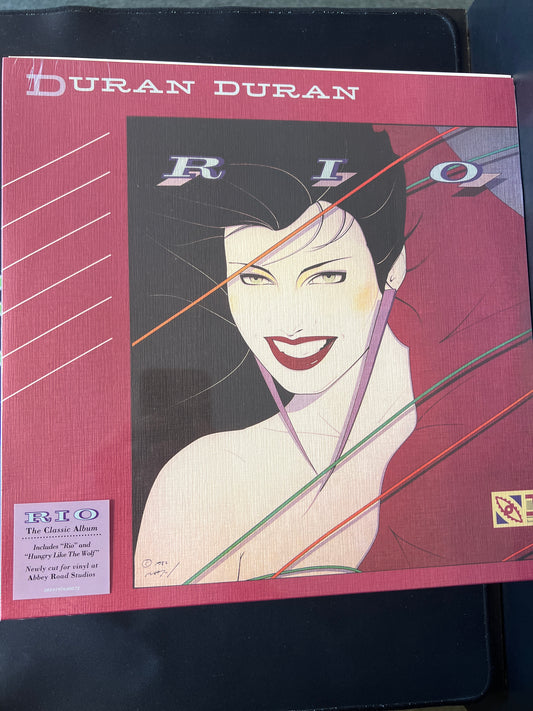 DURAN DURAN
RIO
RIO
The Classic Album
Includes "Rio" and
"Hungry Like The Wolf"
Newly cut for vinyl at
Abbey Road Studios
© 1982